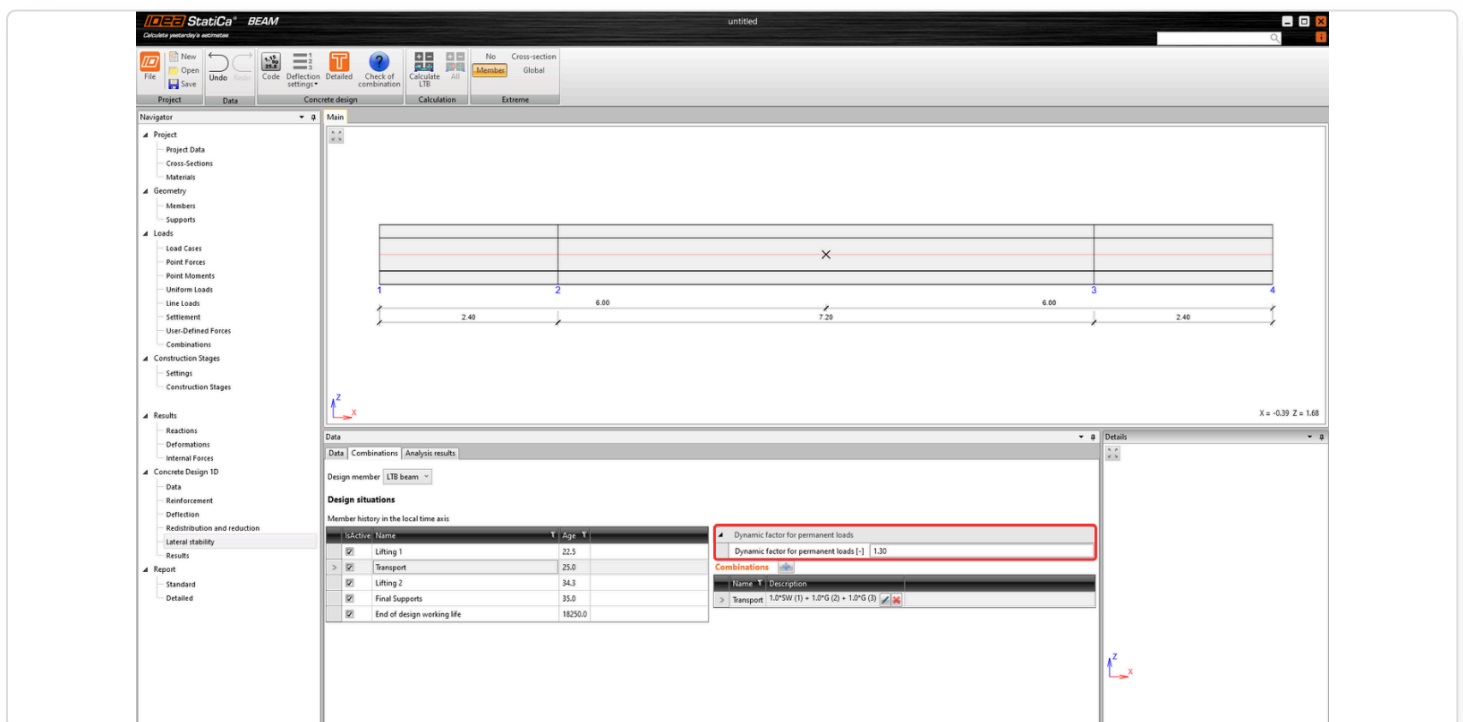 IDEA StatiCa® BEAM
untitled
Calculate yesterday's estimates
File
New
Open
Save
Undo
Redo
Code
Deflection settings
Detailed
Check of combination
Calculate LTB
All
No
Cross-section
Member
Global
Project
Data
Concrete design
Calculation
Extreme
Navigator
Project
Project Data
Cross-Sections
Materials
Geometry
Members
Supports
Loads
Load Cases
Point Forces
Point Moments
Uniform Loads
Line Loads
Settlement
User-Defined Forces
Combinations
Construction Stages
Settings
Construction Stages
Results
Reactions
Deformations
Internal Forces
Concrete Design 1D
Data
Reinforcement
Deflection
Redistribution and reduction
Lateral stability
Results
Report
Standard
Detailed
Main
1 2 3 4
6.00 6.00
2.40 7.20 2.40
Z
X
X = -0.39 Z = 1.68
Data
Data Combinations Analysis results
Design member LTB beam
Design situations
Member history in the local time axis
IsActive Name Age
Lifting 1 22.5
Transport 25.0
Lifting 2 34.3
Final Supports 35.0
End of design working life 18250.0
Dynamic factor for permanent loads
Dynamic factor for permanent loads [-] 1.30
Combinations
Name Description
Transport 1.0*SW (1) + 1.0*G (2) + 1.0*G (3)
Details
Z
X